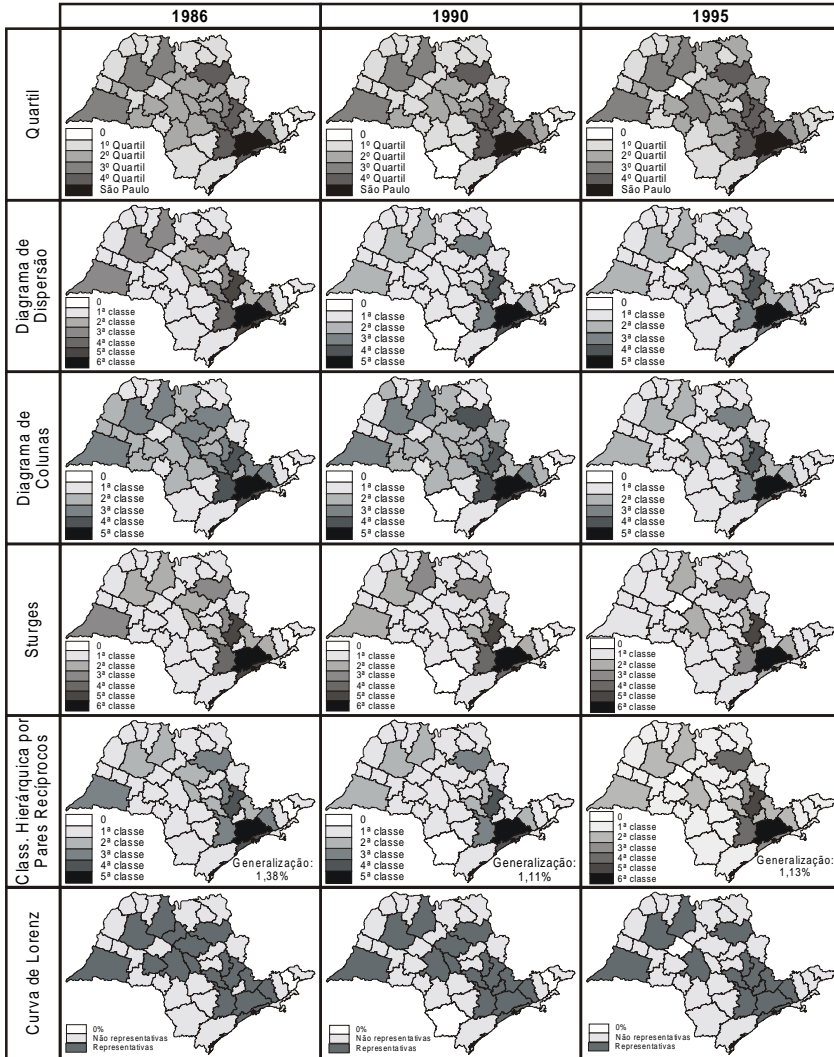 1986
1990
1995
Quartil
0
1º Quartil
2º Quartil
3º Quartil
4º Quartil
São Paulo
0
1º Quartil
2º Quartil
3º Quartil
4º Quartil
São Paulo
0
1º Quartil
2º Quartil
3º Quartil
4º Quartil
São Paulo
Diagrama de
Dispersão
0
1ª classe
2ª classe
3ª classe
4ª classe
5ª classe
6ª classe
0
1ª classe
2ª classe
3ª classe
4ª classe
5ª classe
0
1ª classe
2ª classe
3ª classe
4ª classe
5ª classe
Diagrama de
Colunas
0
1ª classe
2ª classe
3ª classe
4ª classe
5ª classe
0
1ª classe
2ª classe
3ª classe
4ª classe
5ª classe
0
1ª classe
2ª classe
3ª classe
4ª classe
5ª classe
Sturges
0
1ª classe
2ª classe
3ª classe
4ª classe
5ª classe
6ª classe
0
1ª classe
2ª classe
3ª classe
4ª classe
5ª classe
6ª classe
0
1ª classe
2ª classe
3ª classe
4ª classe
5ª classe
6ª classe
Class. Hierárquica por
Pares Recíprocos
0
1ª classe
2ª classe
3ª classe
4ª classe
5ª classe
Generalização:
1,38%
0
1ª classe
2ª classe
3ª classe
4ª classe
5ª classe
Generalização:
1,11%
0
1ª classe
2ª classe
3ª classe
4ª classe
5ª classe
6ª classe
Generalização:
1,13%
Curva de Lorenz
0%
Não representativas
Representativas
0%
Não representativas
Representativas
0%
Não representativas
Representativas